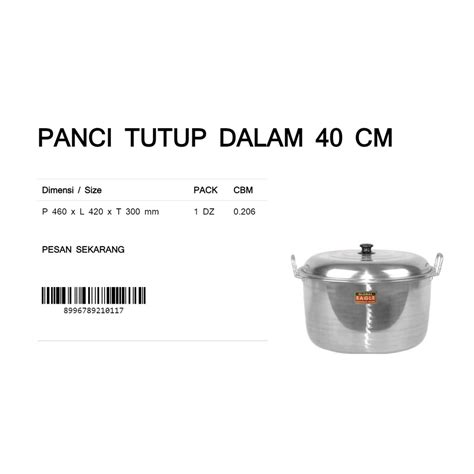 PANCI TUTUP DALAM 40 CM
Dimensi / Size PACK CBM
P 460 x L 420 x T 300 mm 1 DZ 0.206
PESAN SEKARANG
8996789210117
EAGLE